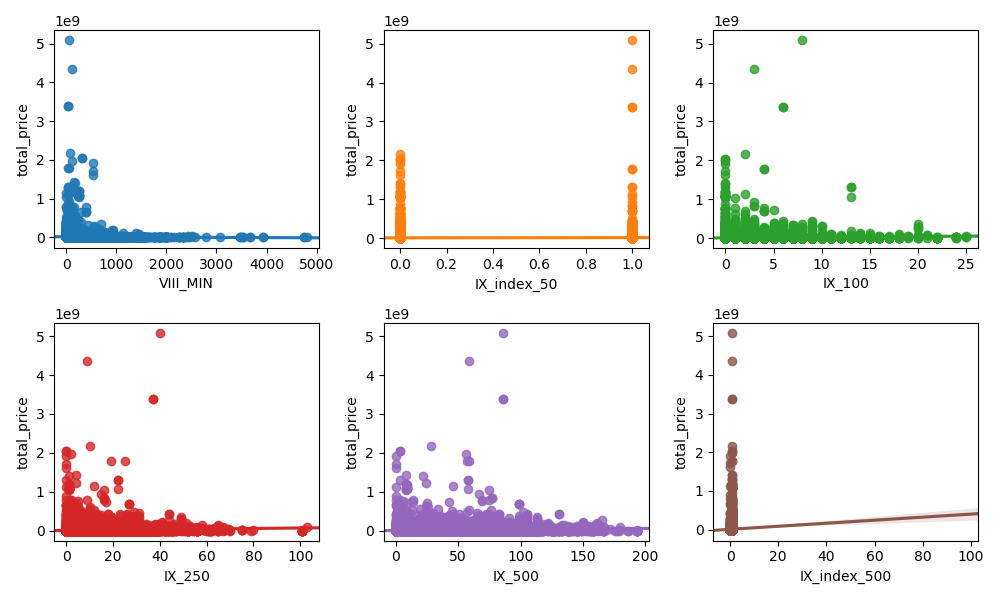 1e9
1e9
1e9
total_price
total_price
total_price
5
4
3
2
1
0
5
4
3
2
1
0
5
4
3
2
1
0
0 1000 2000 3000 4000 5000
0.0 0.2 0.4 0.6 0.8 1.0
0 5 10 15 20 25
VIII_MIN
IX_index_50
IX_100
1e9
1e9
1e9
total_price
total_price
total_price
5
4
3
2
1
0
5
4
3
2
1
0
5
4
3
2
1
0
0 20 40 60 80 100
0 50 100 150 200
0 20 40 60 80 100
IX_250
IX_500
IX_index_500